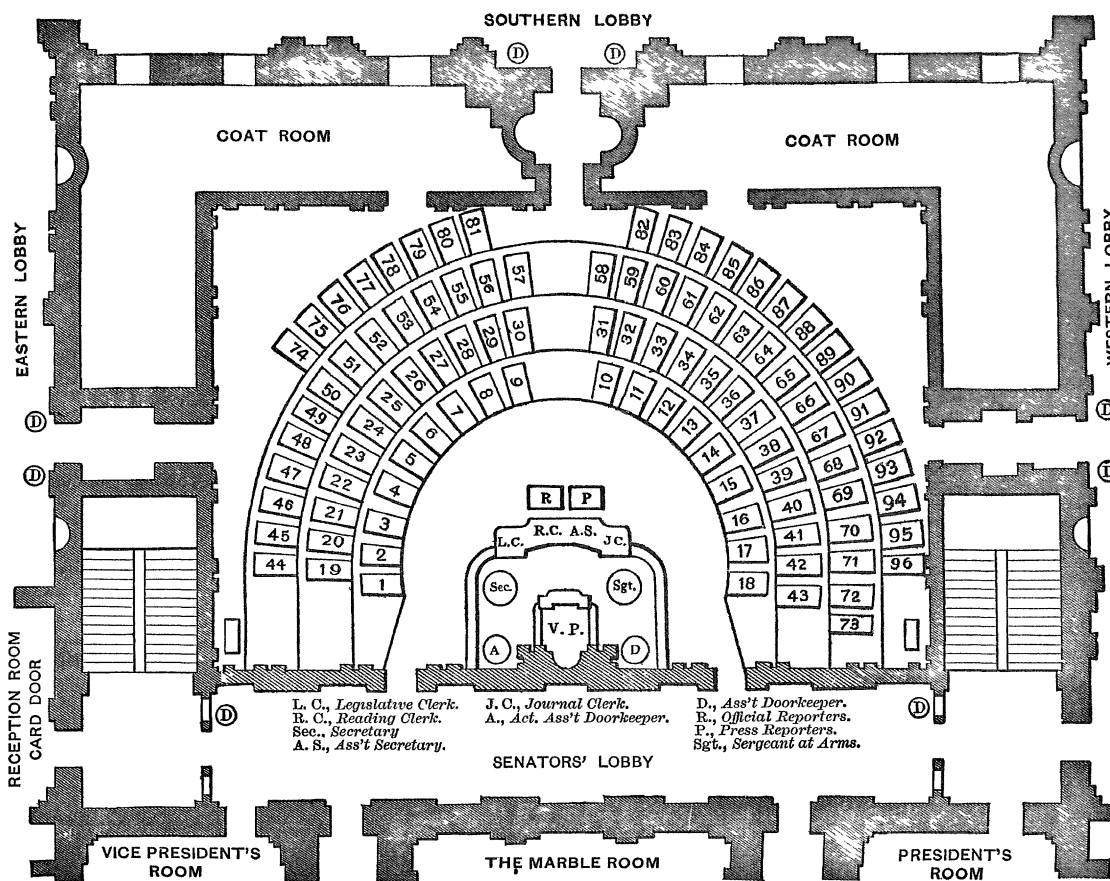 SOUTHERN LOBBY
D
D
COAT ROOM
COAT ROOM
EASTERN LOBBY
WESTERN LOBBY
81
80
79
78
77
76
75
74
82
83
84
85
86
87
88
89
90
91
92
93
94
95
96
57
56
55
54
53
52
51
50
49
48
47
46
45
44
58
59
60
61
62
63
64
65
66
67
68
69
70
71
72
73
30
29
28
27
26
25
24
23
22
21
20
19
31
32
33
34
35
36
37
38
39
40
41
42
43
9
8
7
6
5
4
3
2
1
10
11
12
13
14
15
16
17
18
D
D
D
D
R P
L.C. R.C. A.S. J.C.
Sec. Sgt.
V. P.
A D
RECEPTION ROOM
CARD DOOR
D
D
L. C., Legislative Clerk.
R. C., Reading Clerk.
Sec., Secretary
A. S., Ass't Secretary.
J. C., Journal Clerk.
A., Act. Ass't Doorkeeper.
D., Ass't Doorkeeper.
R., Official Reporters.
P., Press Reporters.
Sgt., Sergeant at Arms.
SENATORS' LOBBY
VICE PRESIDENT'S
ROOM
THE MARBLE ROOM
PRESIDENT'S
ROOM